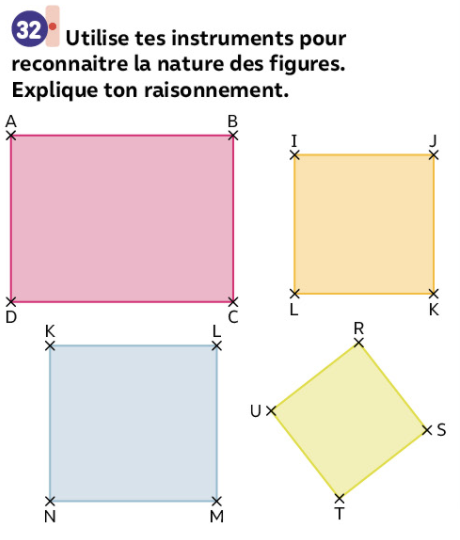 32 Utilise tes instruments pour
reconnaitre la nature des figures.
Explique ton raisonnement.
A B
I J
D C
L K
K L
R
U
S
N M
T